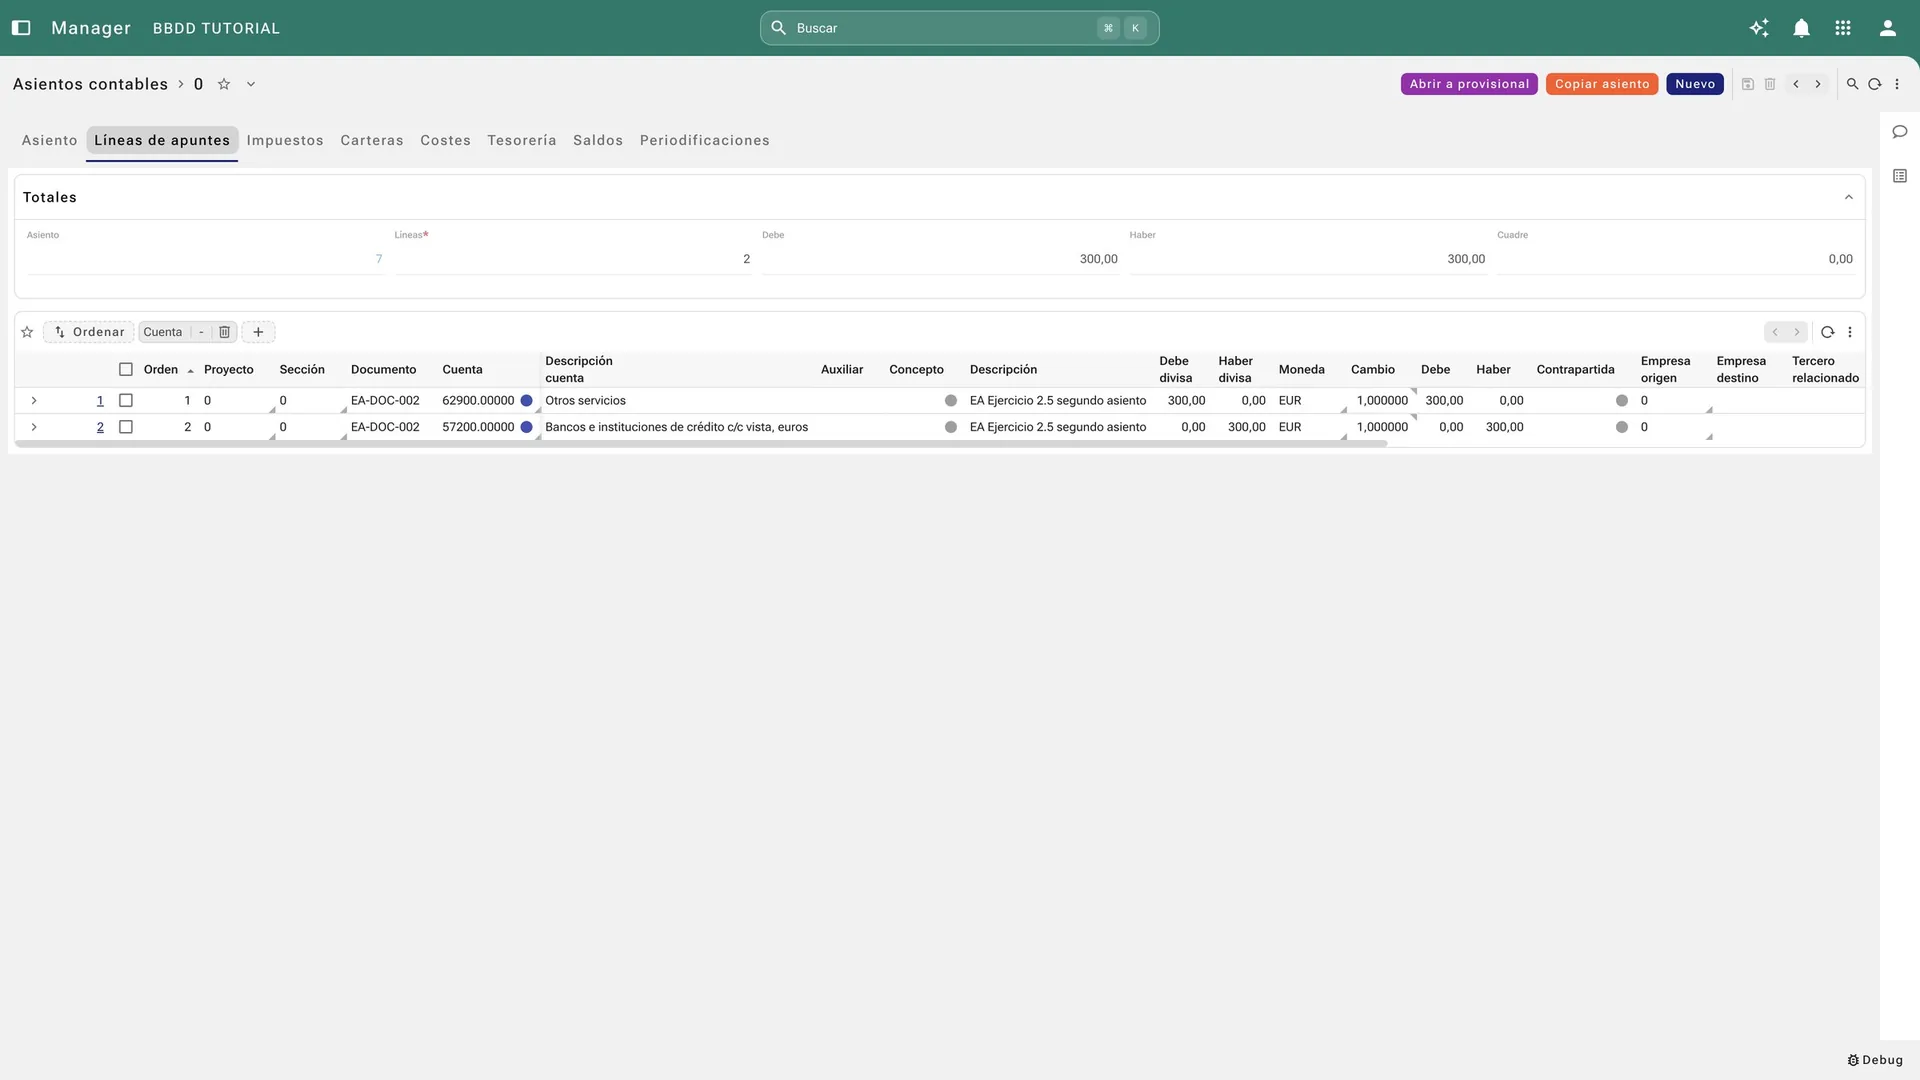 Manager BBDD TUTORIAL Buscar ⌘ K
Asientos contables > 0 Abrir a provisional Copiar asiento Nuevo
Asiento Líneas de apuntes Impuestos Carteras Costes Tesorería Saldos Periodificaciones
Totales
Asiento Líneas* Debe Haber Cuadre
7 2 300,00 300,00 0,00
Ordenar Cuenta - +
Orden Proyecto Sección Documento Cuenta Descripción cuenta Auxiliar Concepto Descripción Debe divisa Haber divisa Moneda Cambio Debe Haber Contrapartida Empresa origen Empresa destino Tercero relacionado
1 1 0 0 EA-DOC-002 62900.00000 Otros servicios EA Ejercicio 2.5 segundo asiento 300,00 0,00 EUR 1,000000 300,00 0,00 0
2 2 0 0 EA-DOC-002 57200.00000 Bancos e instituciones de crédito c/c vista, euros EA Ejercicio 2.5 segundo asiento 0,00 300,00 EUR 1,000000 0,00 300,00 0
Debug